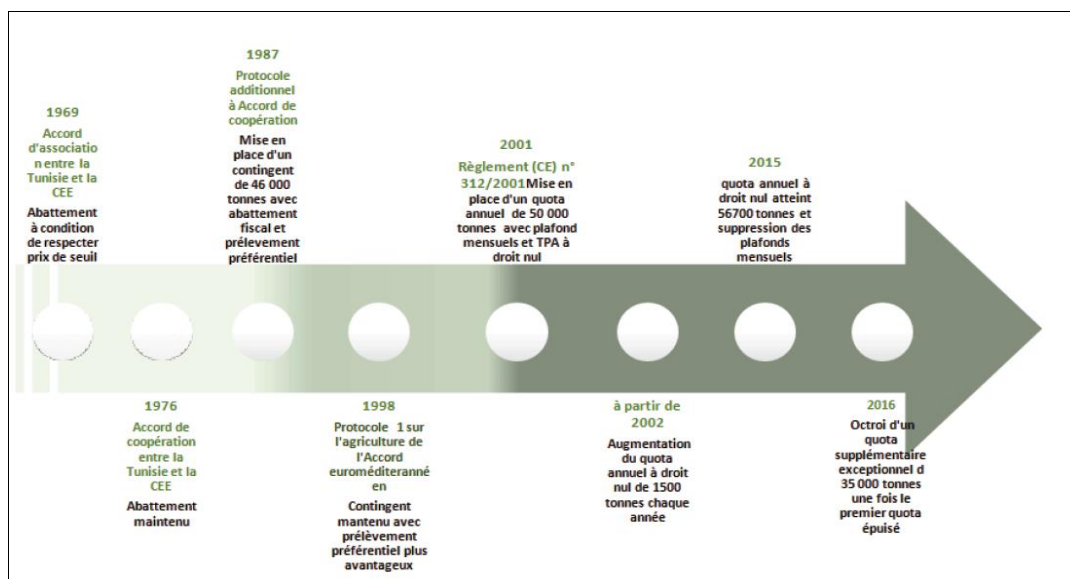 1969
Accord
d'associatio
n entre la
Tunisie et la
CEE
Abattement
à condition
de respecter
prix de seuil
1976
Accord de
coopération
entre la
Tunisie et la
CEE
Abattement
maintenu
1987
Protocole
additionnel
à Accord de
coopération
Mise en
place d'un
contingent
de 46 000
tonnes avec
abattement
fiscal et
prélevement
préférentiel
1998
Protocole 1 sur
l'agriculture de
l'Accord
euroméditerann
én
Contingent
mantenu avec
prélèvement
préférentiel plus
avantageux
2001
Règlement (CE) n°
312/2001Mise en
place d'un quota
annuel de 50 000
tonnes avec plafond
mensuels et TPA à
droit nul
à partir de
2002
Augmentation
du quota
annuel à droit
nul de 1500
tonnes chaque
année
2015
quota annuel à
droit nul atteint
56700 tonnes et
suppression des
plafonds
mensuels
2016
Octroi d'un
quota
supplémentaire
exceptionnel d
35 000 tonnes
une fois le
premier quota
épuisé